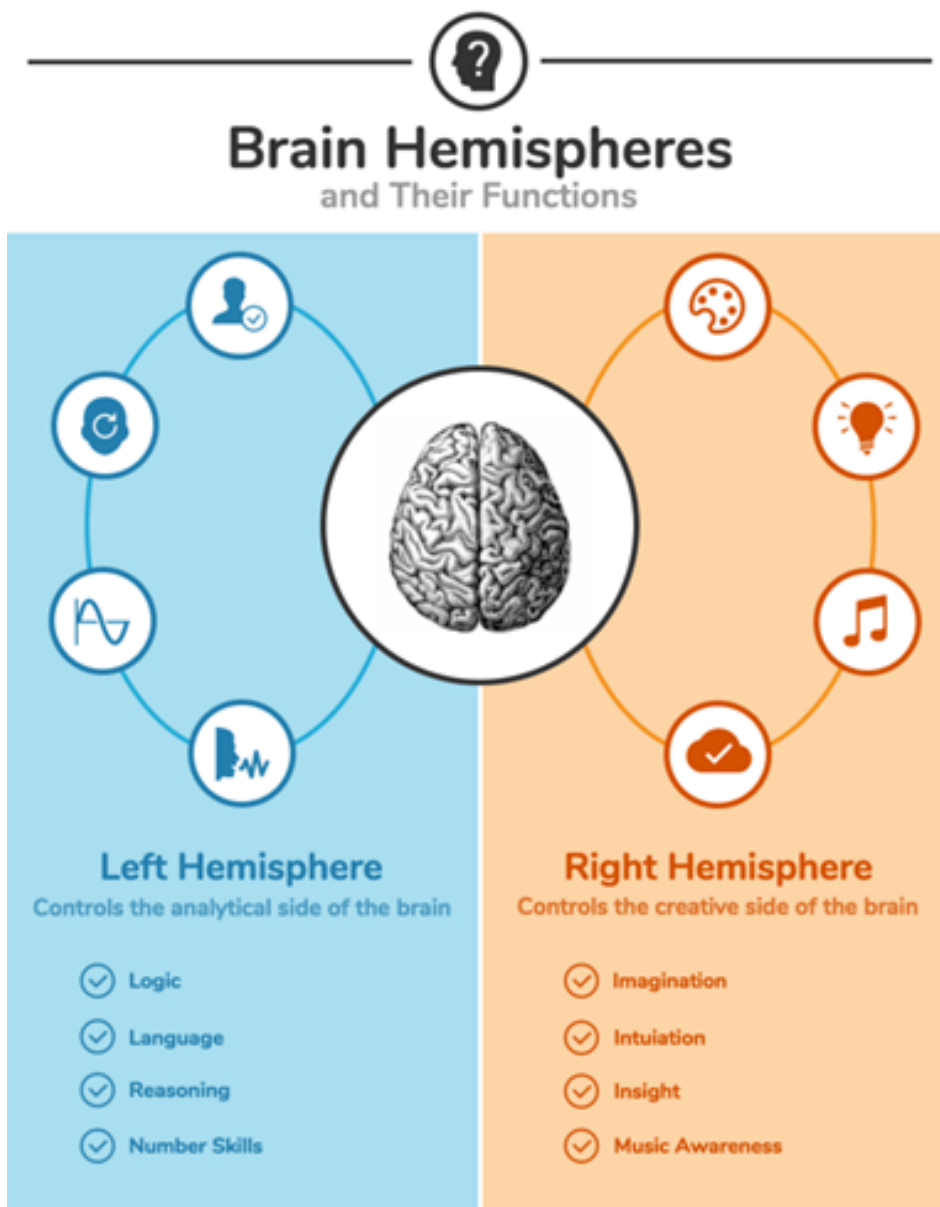 ?
Brain Hemispheres
and Their Functions
Left Hemisphere
Controls the analytical side of the brain
Logic
Language
Reasoning
Number Skills
Right Hemisphere
Controls the creative side of the brain
Imagination
Intuiation
Insight
Music Awareness